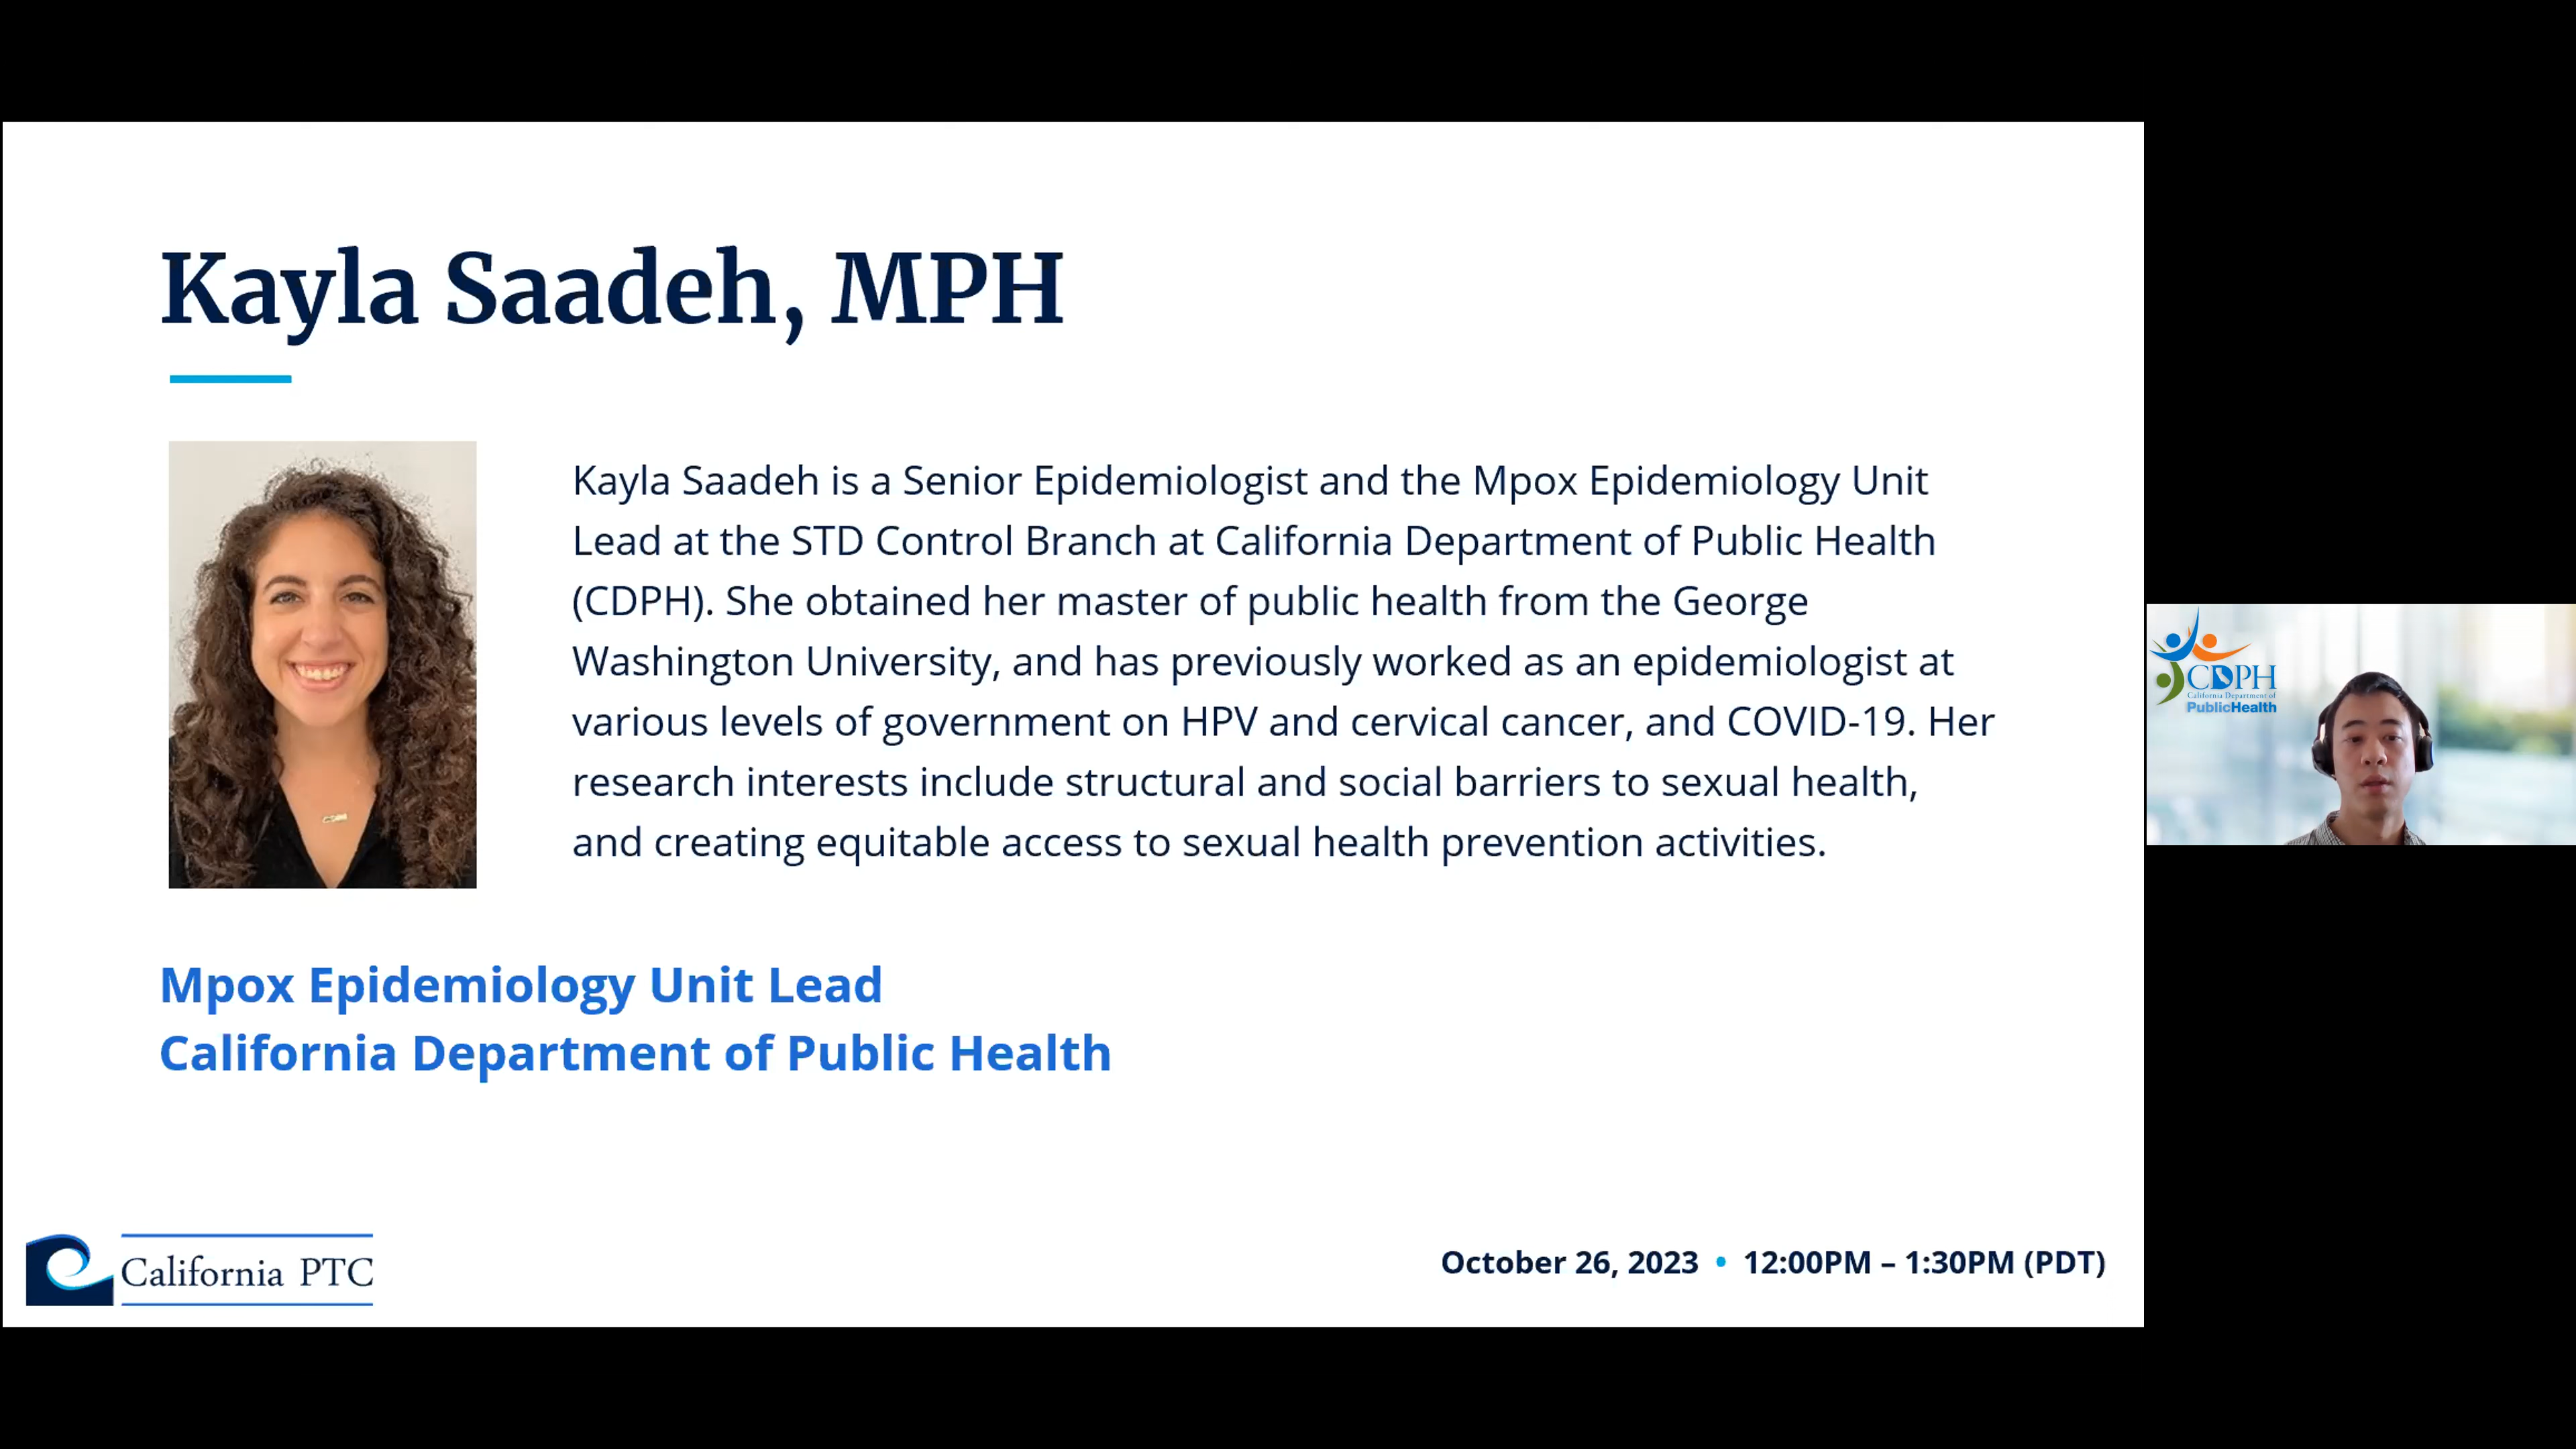 Kayla Saadeh, MPH
Kayla Saadeh is a Senior Epidemiologist and the Mpox Epidemiology Unit
Lead at the STD Control Branch at California Department of Public Health
(CDPH). She obtained her master of public health from the George
Washington University, and has previously worked as an epidemiologist at
various levels of government on HPV and cervical cancer, and COVID-19. Her
research interests include structural and social barriers to sexual health,
and creating equitable access to sexual health prevention activities.
Mpox Epidemiology Unit Lead
California Department of Public Health
California PTC
October 26, 2023 • 12:00PM – 1:30PM (PDT)
CDPH
California Department of
PublicHealth